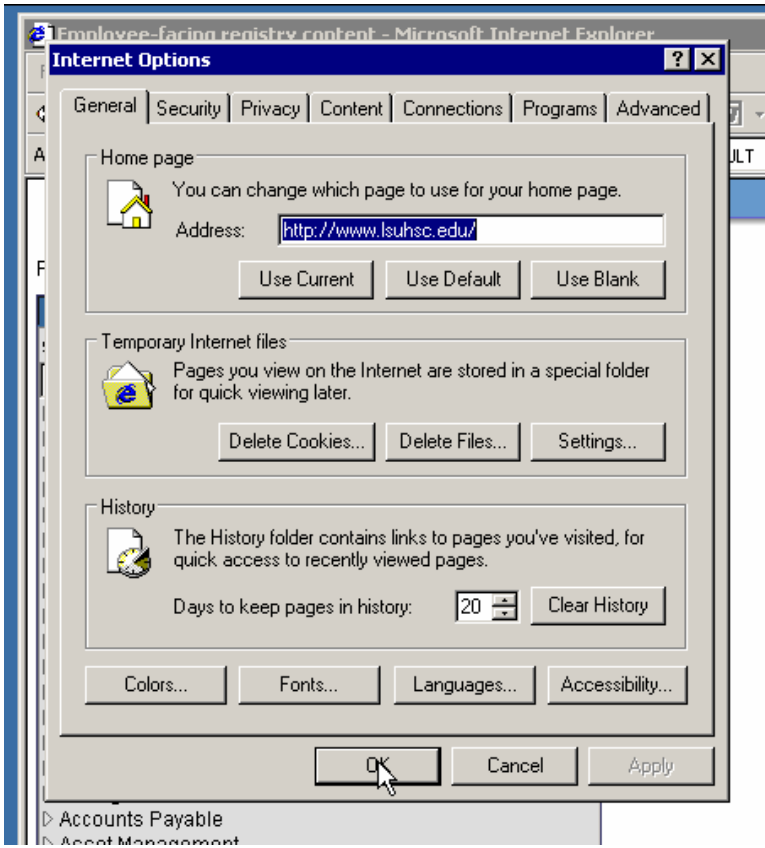 Employee-facing registry content - Microsoft Internet Explorer
Internet Options
General Security Privacy Content Connections Programs Advanced
ULT
Home page
You can change which page to use for your home page.
Address: http://www.lsuhsc.edu/
Use Current Use Default Use Blank
Temporary Internet files
Pages you view on the Internet are stored in a special folder
for quick viewing later.
Delete Cookies... Delete Files... Settings...
History
The History folder contains links to pages you've visited, for
quick access to recently viewed pages.
Days to keep pages in history: 20 Clear History
Colors... Fonts... Languages... Accessibility...
OK Cancel Apply
Accounts Payable
Asset Management